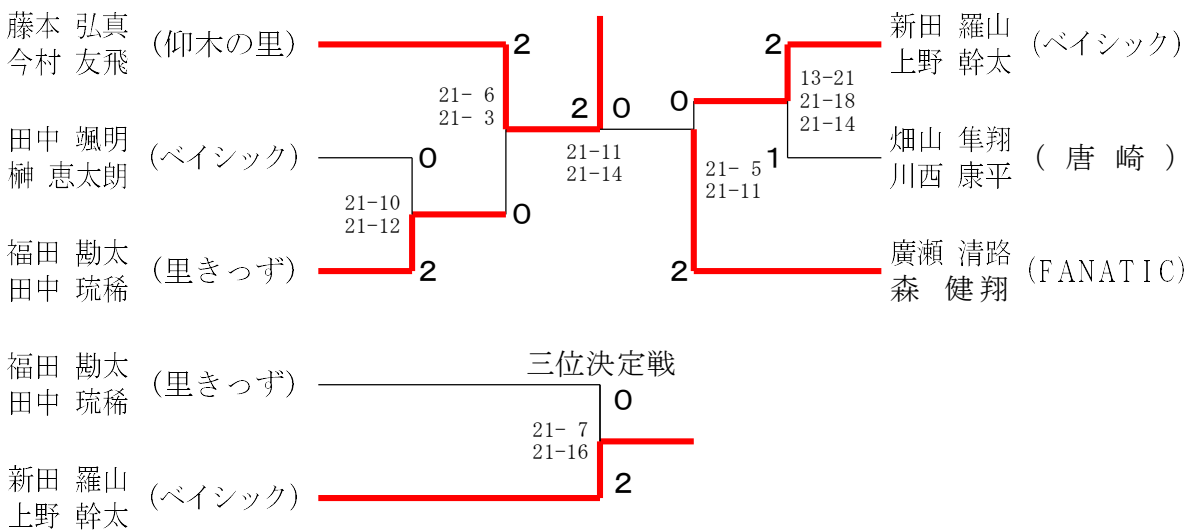 藤本 弘真
今村 友飛
(仰木の里)
2
21- 6
21- 3
田中 颯明
榊 恵太朗
(ベイシック)
0
21-10
21-12
0
福田 勘太
田中 琉稀
(里きっず)
2
2 0
21-11
21-14
新田 羅山
上野 幹太
(ベイシック)
2
13-21
21-18
21-14
0
畑山 隼翔
川西 康平
( 唐 崎 )
1
21- 5
21-11
廣瀬 清路
森 健翔
(FANATIC)
2
三位決定戦
福田 勘太
田中 琉稀
(里きっず)
0
21- 7
21-16
新田 羅山
上野 幹太
(ベイシック)
2